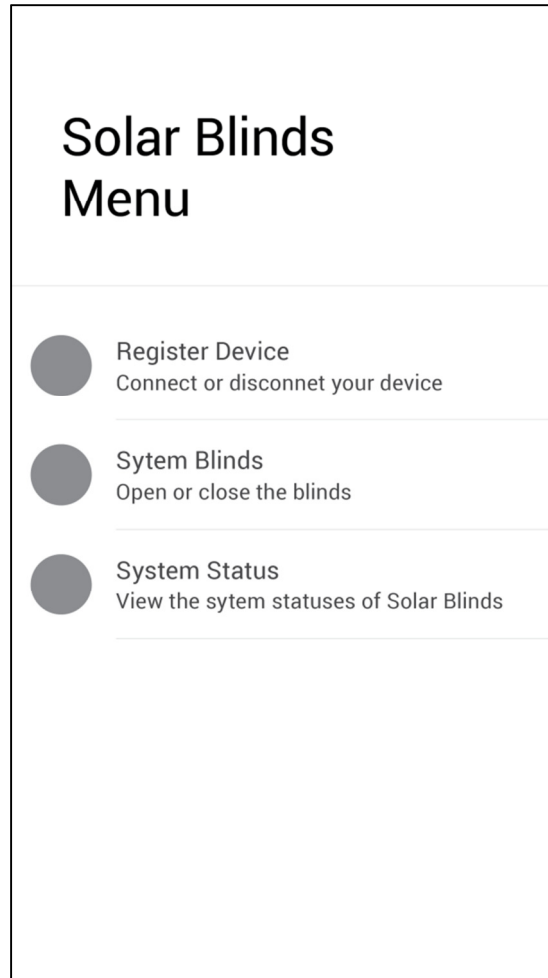 Solar Blinds
Menu
Register Device
Connect or disconnet your device
Sytem Blinds
Open or close the blinds
System Status
View the sytem statuses of Solar Blinds